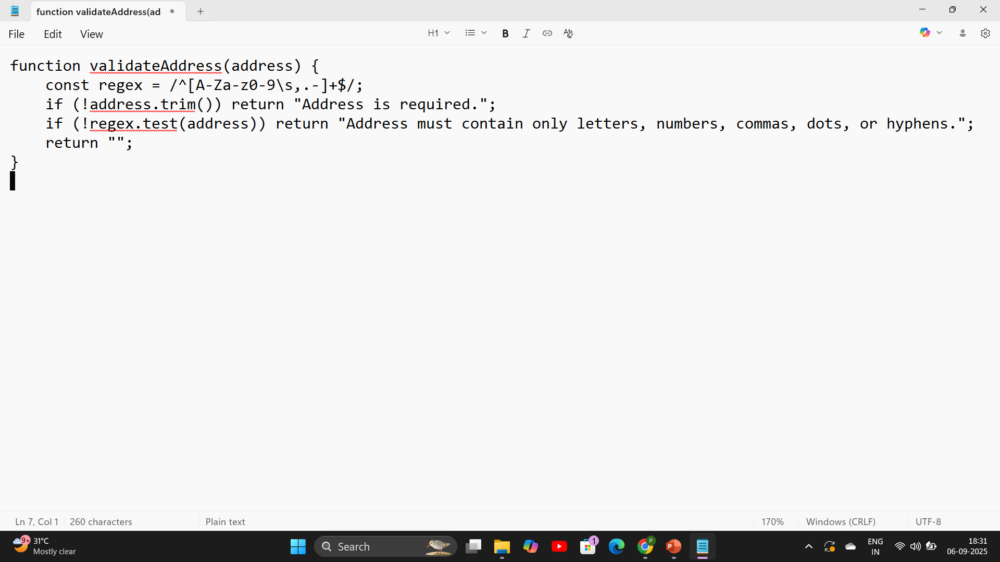 function validateAddress(ad
File Edit View H1 B I
function validateAddress(address) {
    const regex = /^[A-Za-z0-9\s,.-]+$/;
    if (!address.trim()) return "Address is required.";
    if (!regex.test(address)) return "Address must contain only letters, numbers, commas, dots, or hyphens.";
    return "";
}
Ln 7, Col 1 260 characters Plain text 170% Windows (CRLF) UTF-8
9+ 31°C
Mostly clear
Search
1
P
P
ENG
IN
18:31
06-09-2025